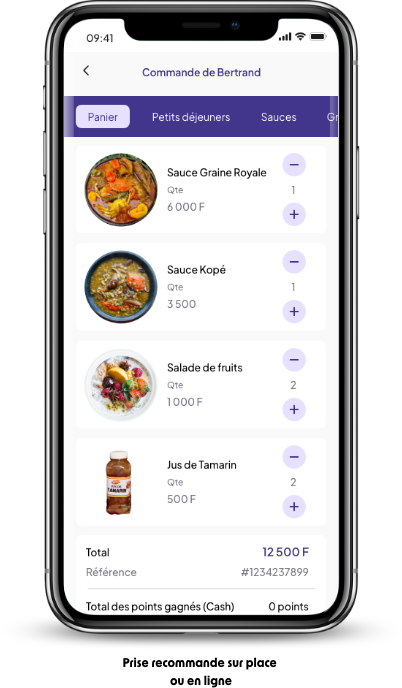 09:41
Commande de Bertrand
Panier Petits déjeuners Sauces Gr
Sauce Graine Royale
Qte
1
6 000 F
Sauce Kopé
Qte
1
3 500
Salade de fruits
Qte
2
1 000 F
Jus de Tamarin
Qte
2
500 F
TAMARIN
Total 12 500 F
Référence #1234237899
Total des points gagnés (Cash) 0 points
Prise recommande sur place
ou en ligne